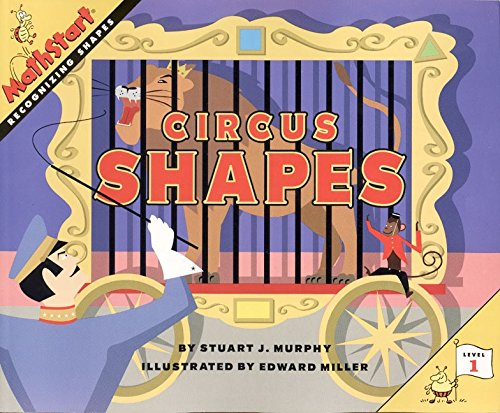 MathStart®
RECOGNIZING SHAPES
CIRCUS
SHAPES
BY STUART J. MURPHY
ILLUSTRATED BY EDWARD MILLER
LEVEL
1